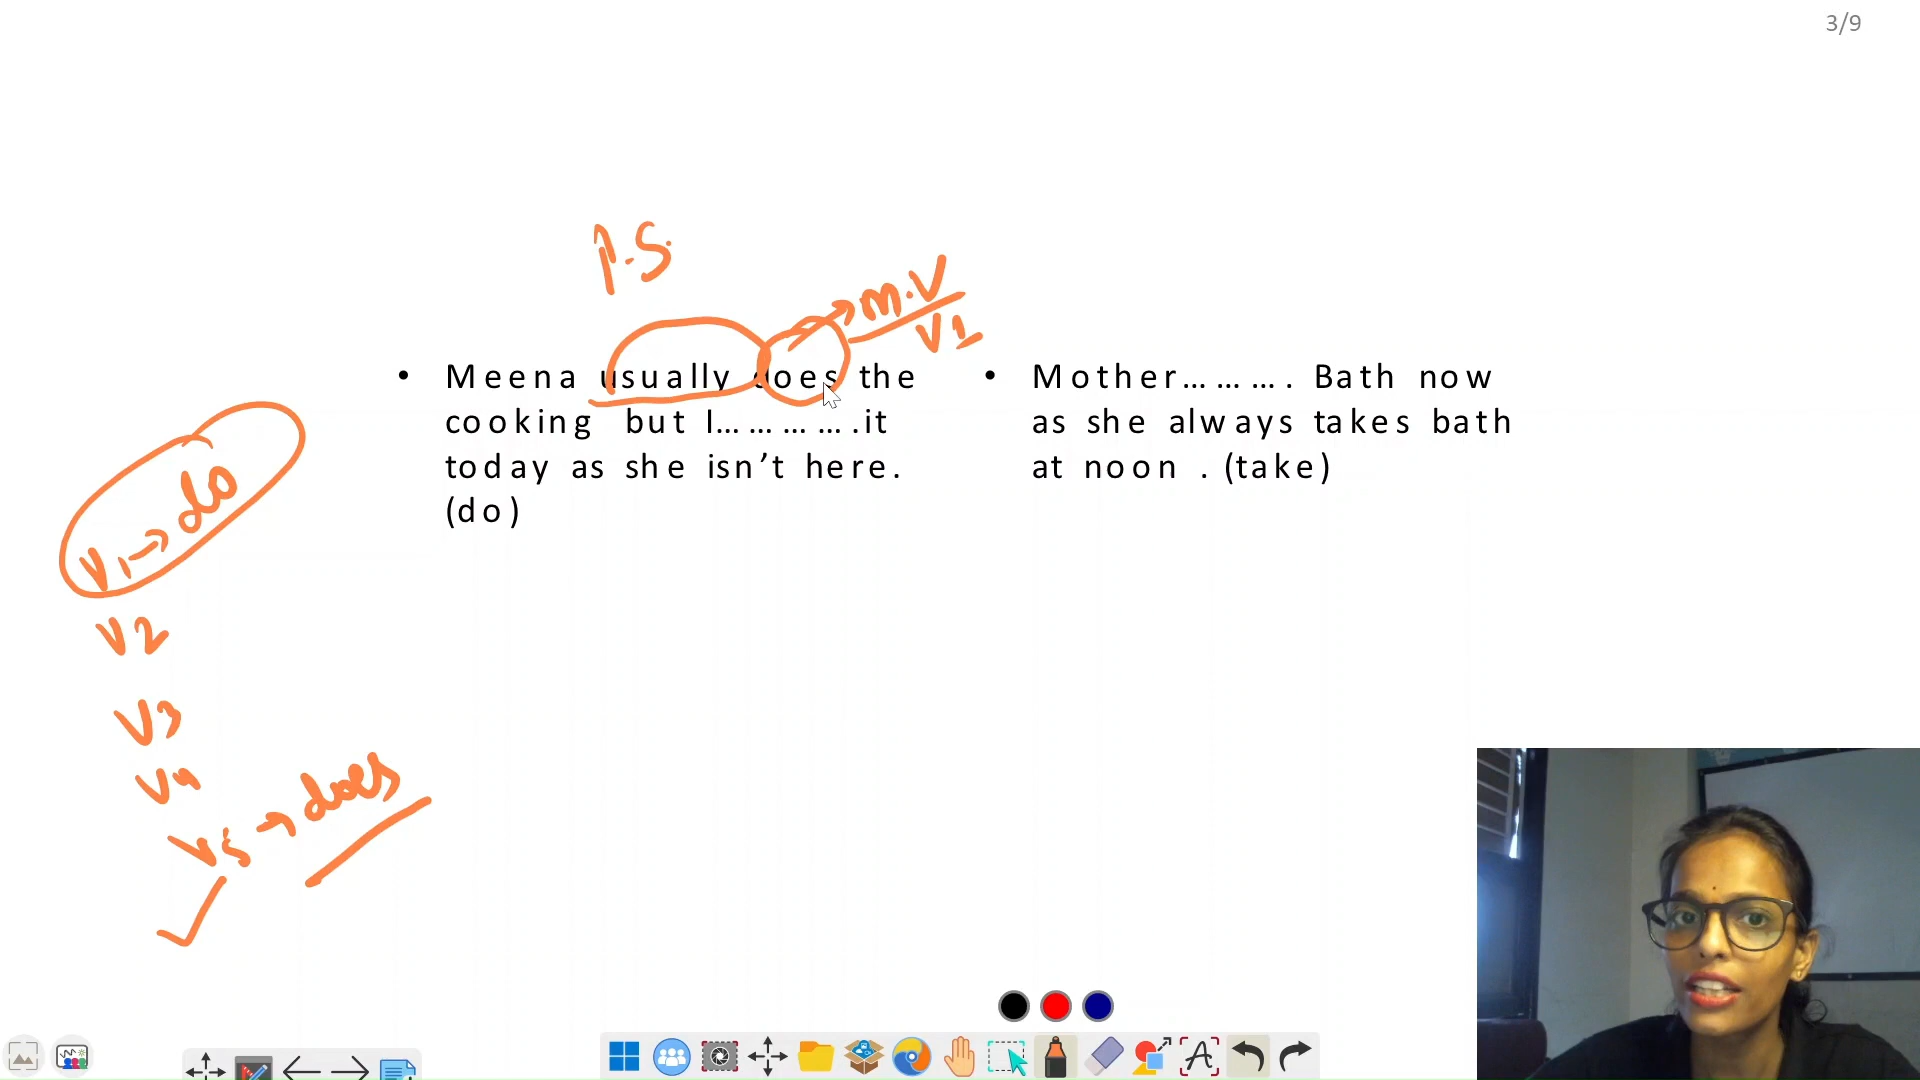 3/9
P.S.
m.V
V1
• Meena usually does the
cooking but I… … … … .it
today as she isn’t here.
(do)
• Mother… … … . Bath now
as she always takes bath
at noon . (take)
V1→do
V2
V3
V4
V5→does